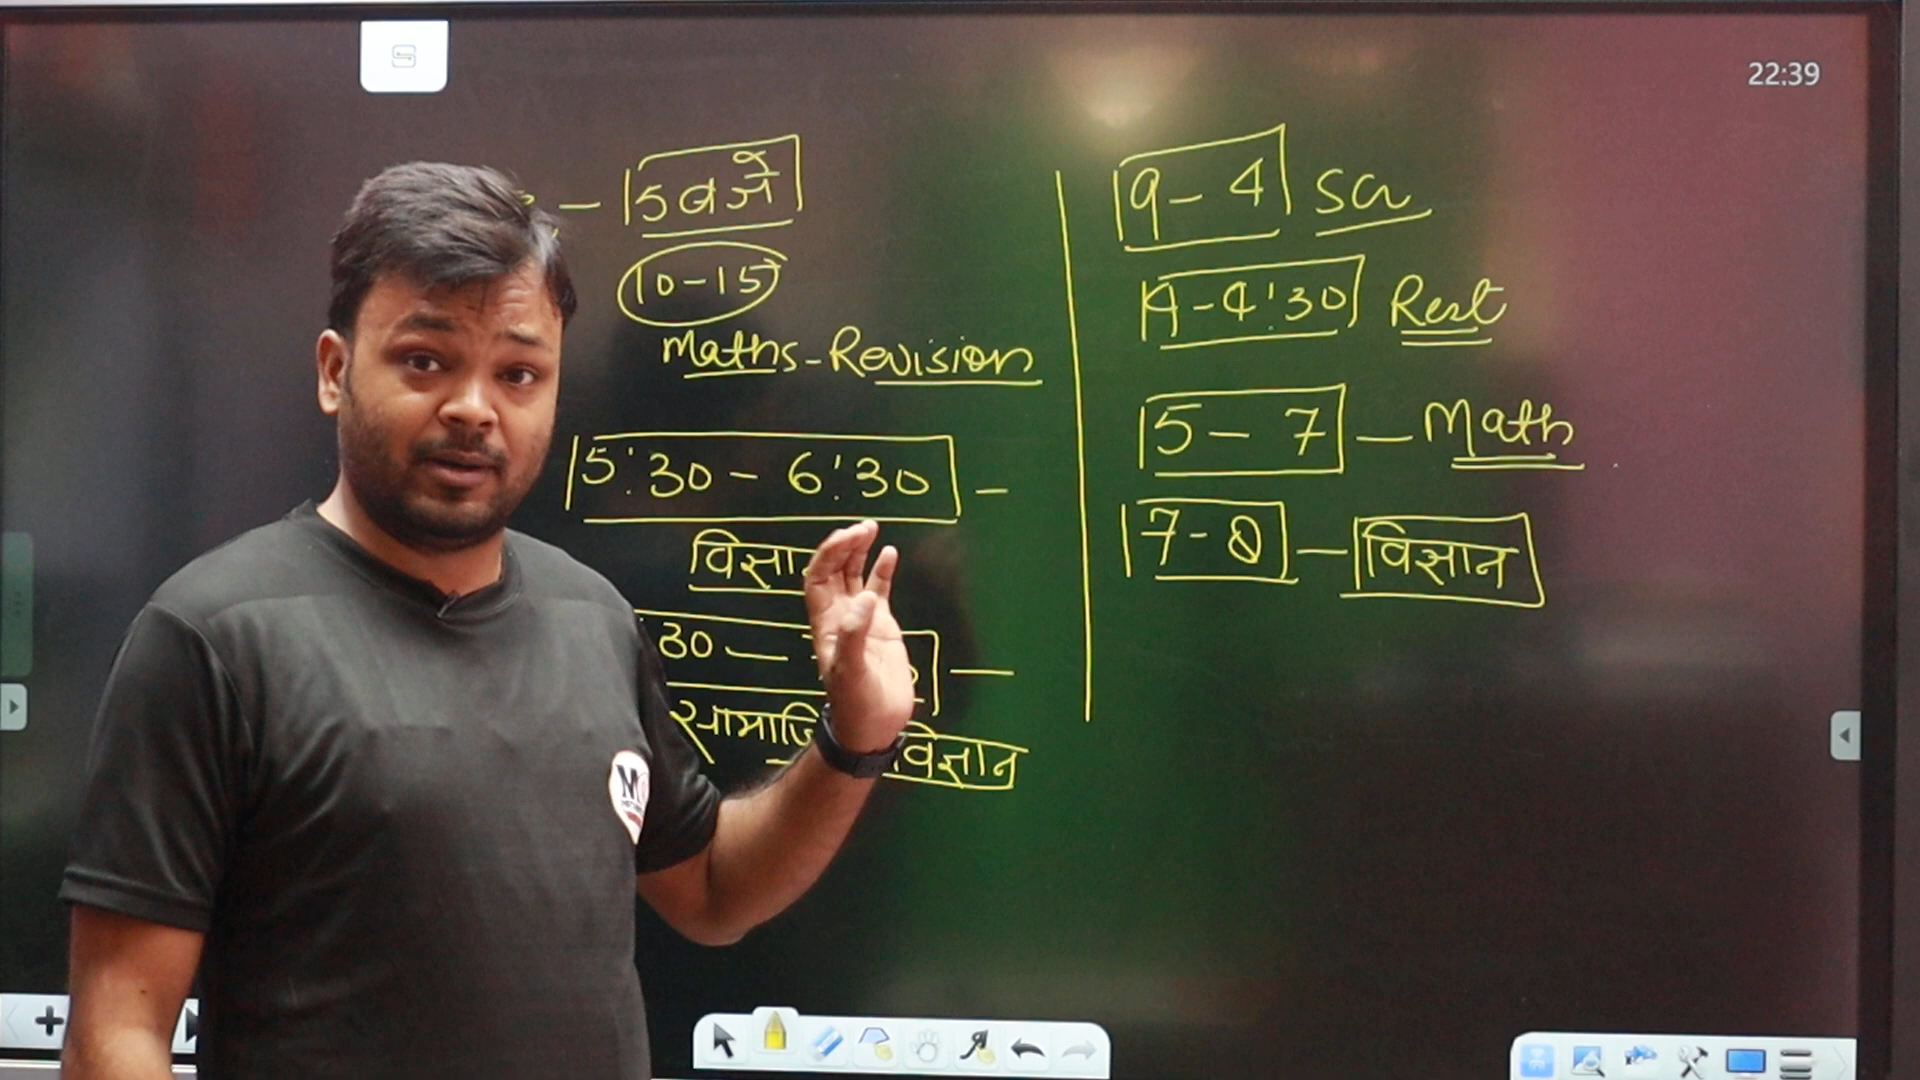 22:39
– 5 बजे
10-15
Maths-Revision
5:30 – 6:30 –
30 —
विज्ञान
9 – 4
4 – 4:30 Rest
5 – 7 – Math
7 - 8 – विज्ञान